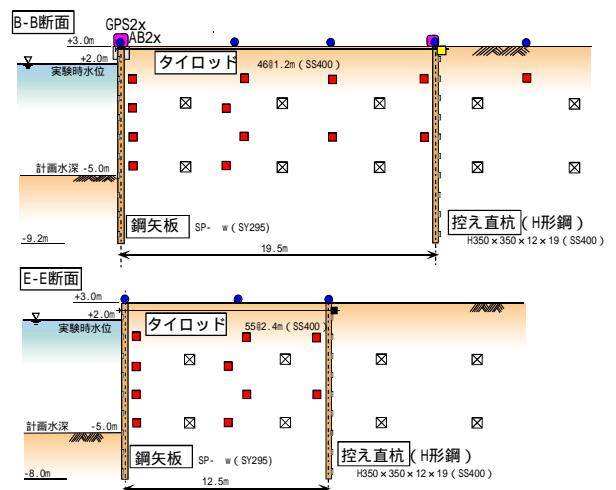 B-B断面
GPS2x
AB2x
+3.0m
+2.0m
実験時水位
タイロッド
46@1.2m(SS400)
計画水深 -5.0m
鋼矢板
SP- w(SY295)
控え直杭(H形鋼)
H350×350×12×19(SS400)
-9.2m
19.5m
E-E断面
+3.0m
+2.0m
実験時水位
タイロッド
55@2.4m(SS400)
計画水深 -5.0m
鋼矢板
SP- w(SY295)
控え直杭(H形鋼)
H350×350×12×19(SS400)
-8.0m
12.5m